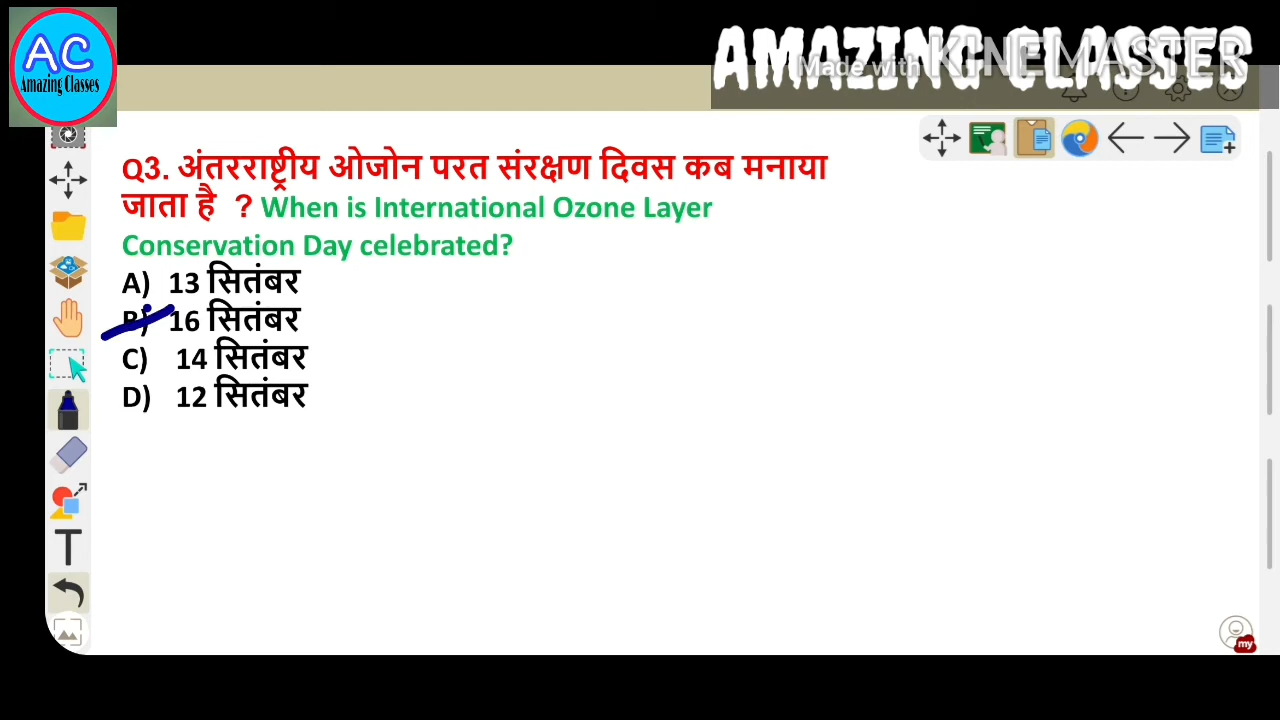 AC
Amazing Classes
AMAZING CLASSES
Made with KINEMASTER
Q3. अंतरराष्ट्रीय ओजोन परत संरक्षण दिवस कब मनाया
जाता है ? When is International Ozone Layer
Conservation Day celebrated?
A) 13 सितंबर
B) 16 सितंबर
C) 14 सितंबर
D) 12 सितंबर
T
my